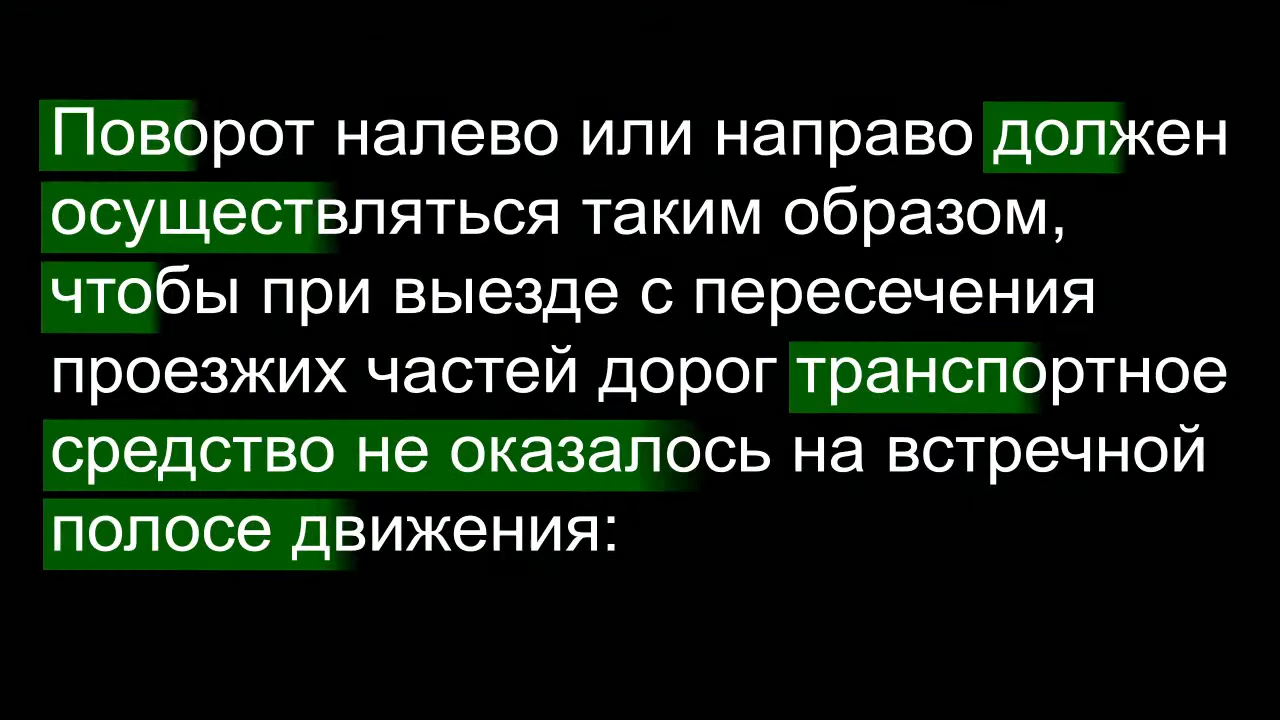 Поворот налево или направо должен
осуществляться таким образом,
чтобы при выезде с пересечения
проезжих частей дорог транспортное
средство не оказалось на встречной
полосе движения: